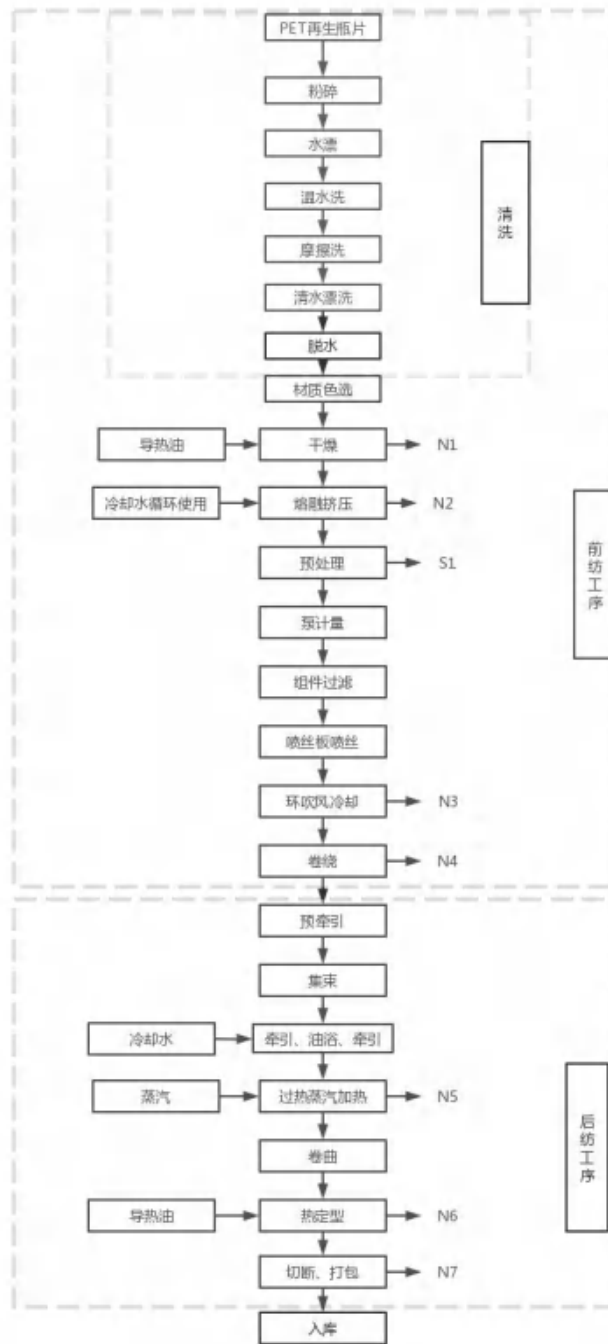 PET再生瓶片
粉碎
水漂
温水洗
摩擦洗
清水漂洗
脱水
清洗
材质色选
导热油
干燥
N1
冷却水循环使用
熔融挤压
N2
预处理
S1
前纺工序
泵计量
组件过滤
喷丝板喷丝
环吹风冷却
N3
卷绕
N4
预牵引
集束
冷却水
牵引、油浴、牵引
蒸汽
过热蒸汽加热
N5
卷曲
后纺工序
导热油
热定型
N6
切断、打包
N7
入库